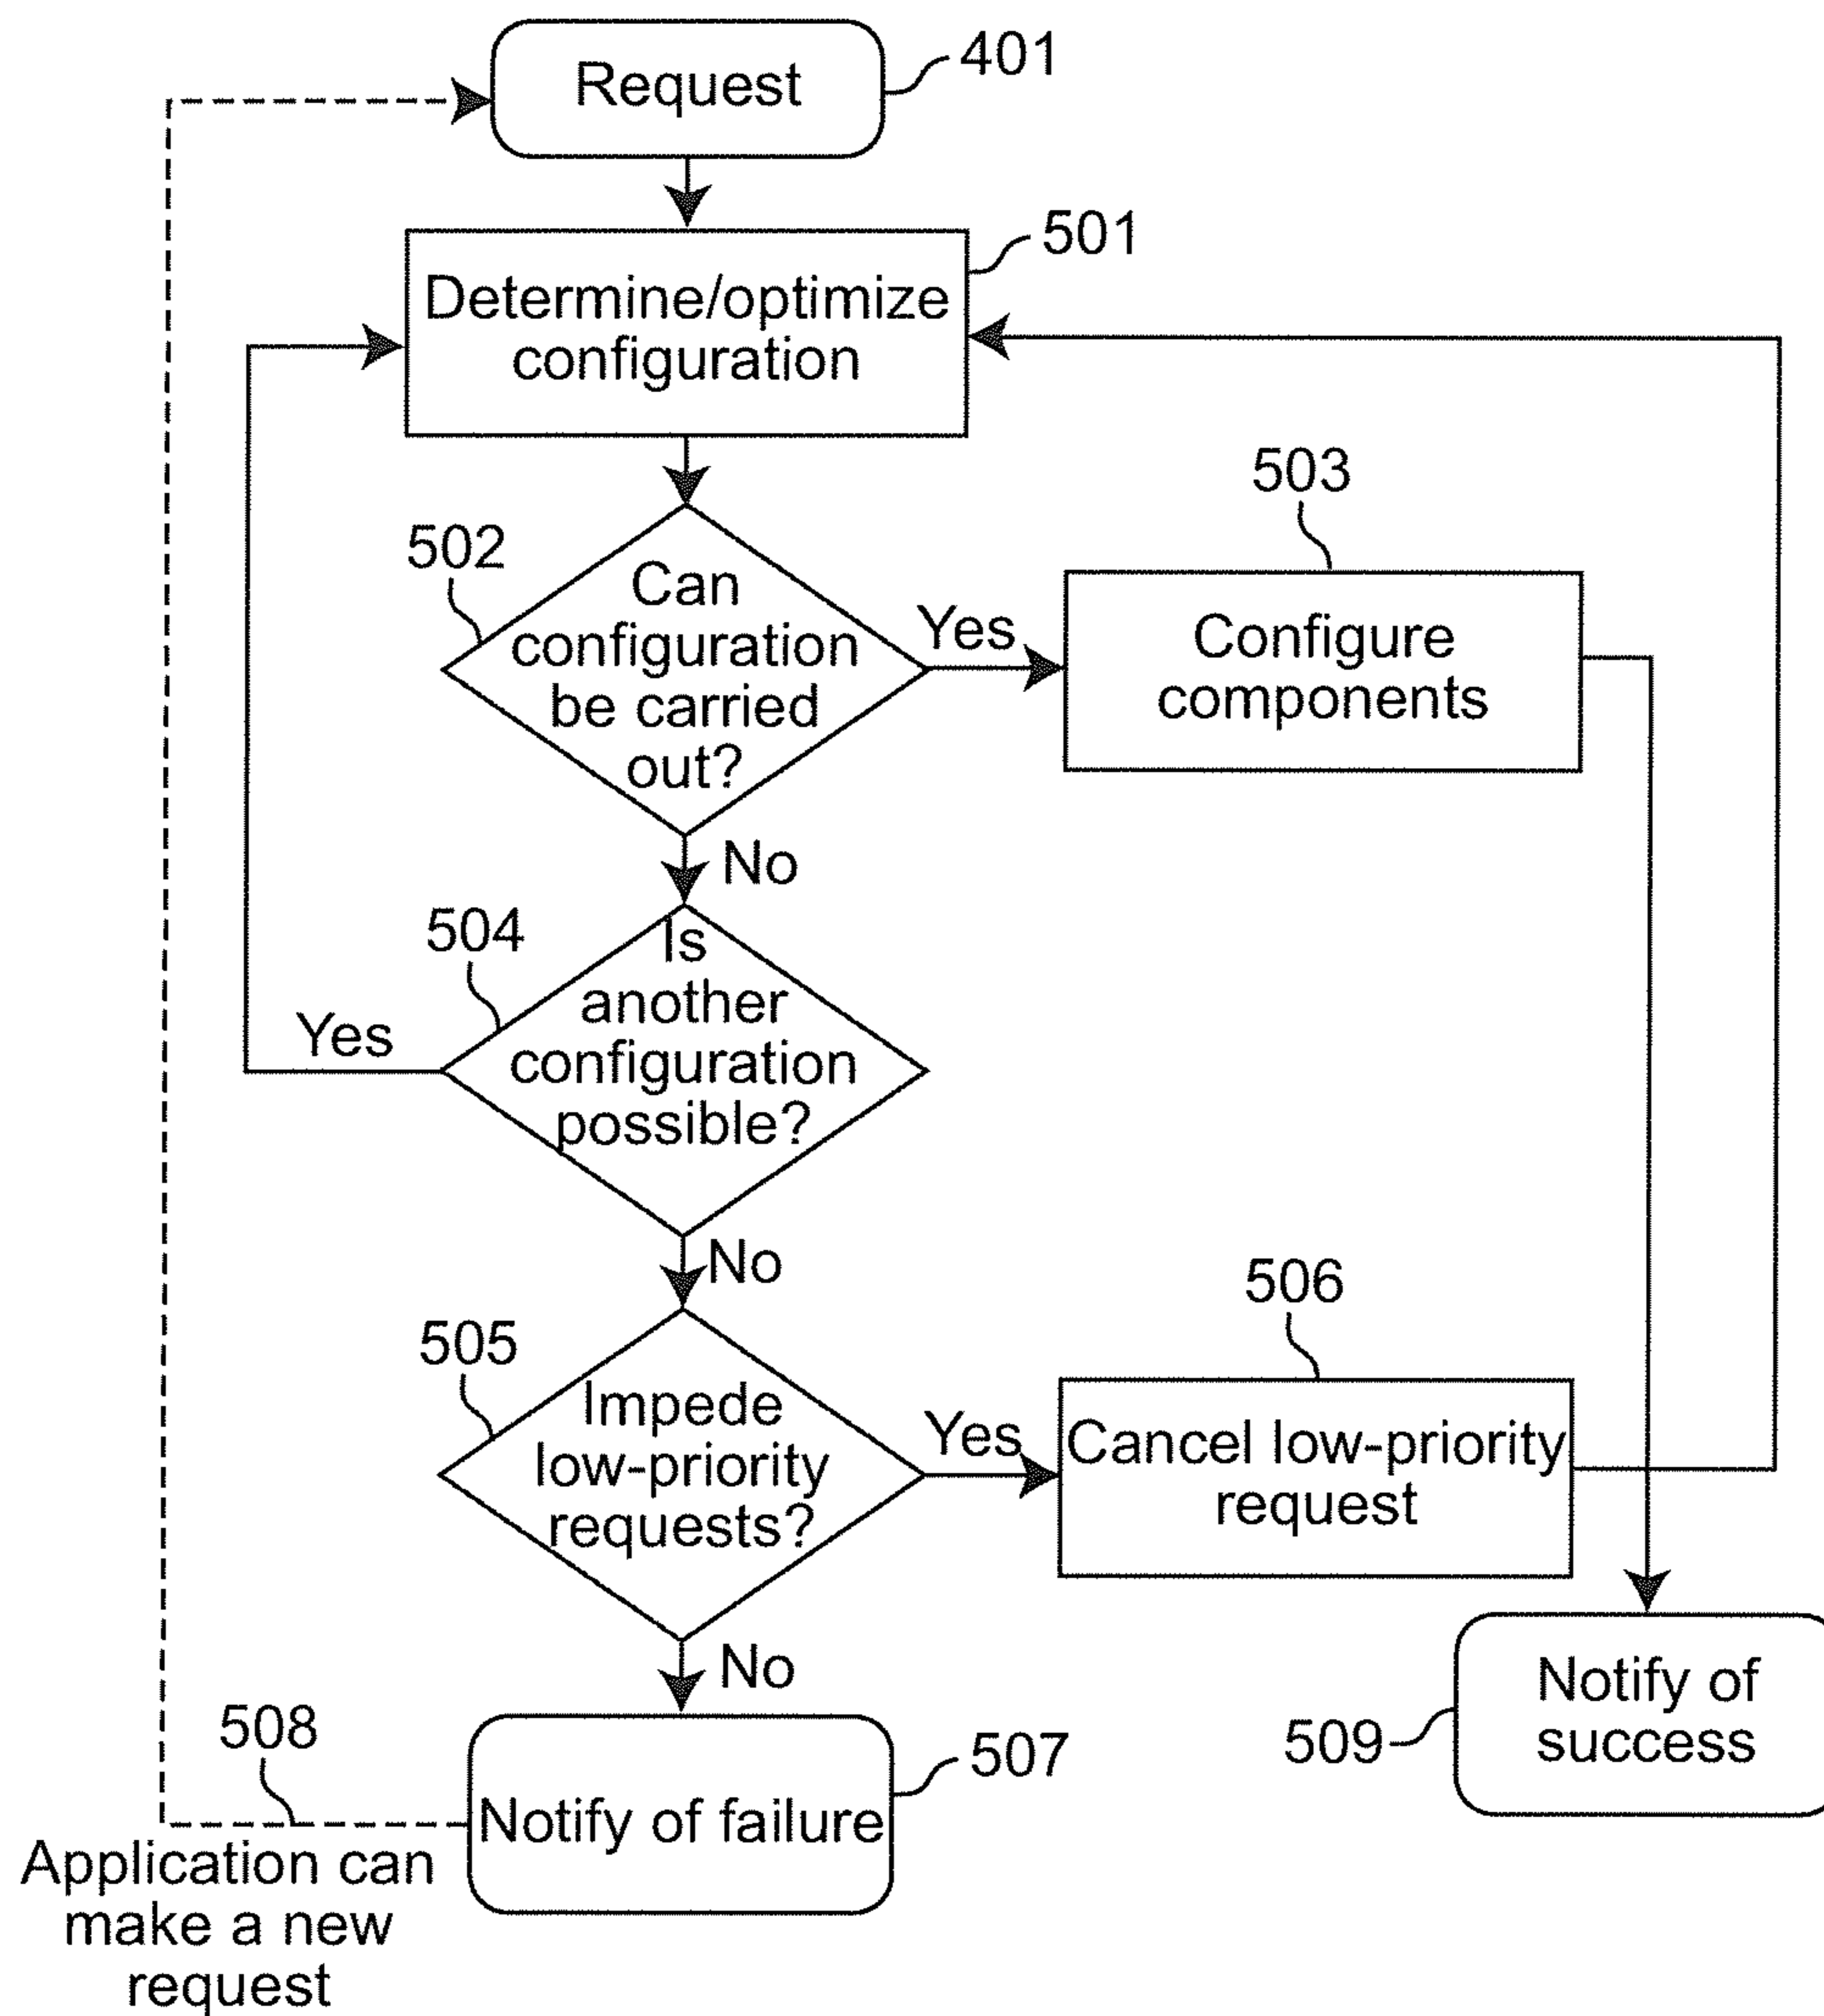 Request
401
501
Determine/optimize
configuration
503
502
Can
configuration
be carried
out?
Yes
Configure
components
No
504
Is
another
configuration
possible?
Yes
No
506
505
Impede
low-priority
requests?
Yes
Cancel low-priority
request
No
Notify of
success
509
508
507
Notify of failure
Application can
make a new
request